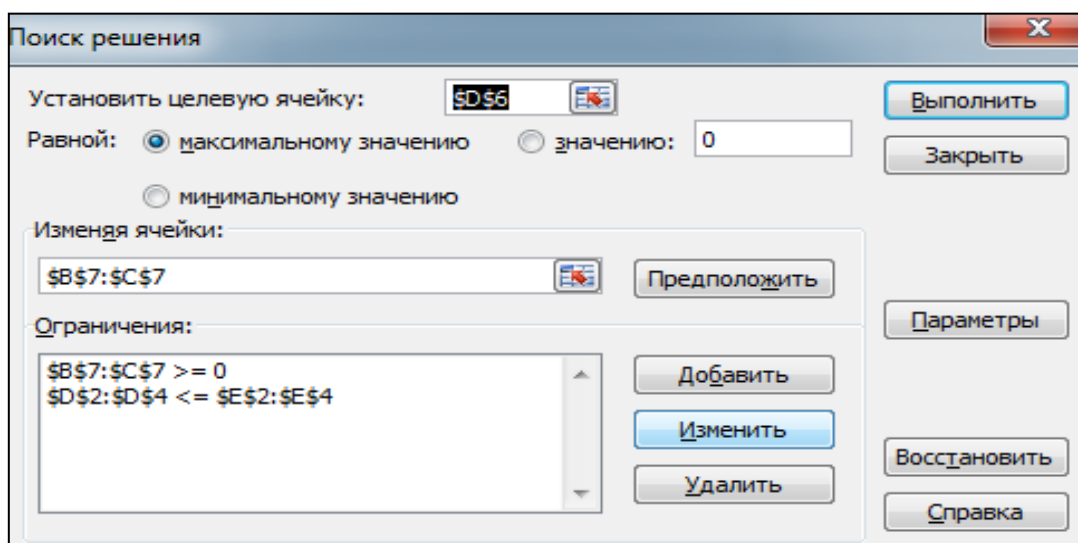 Поиск решения
Установить целевую ячейку: $D$6
Выполнить
Равной: максимальному значению значению: 0
Закрыть
минимальному значению
Изменяя ячейки:
$B$7:$C$7
Предположить
Ограничения:
Параметры
$B$7:$C$7 >= 0
$D$2:$D$4 <= $E$2:$E$4
Добавить
Изменить
Удалить
Восстановить
Справка